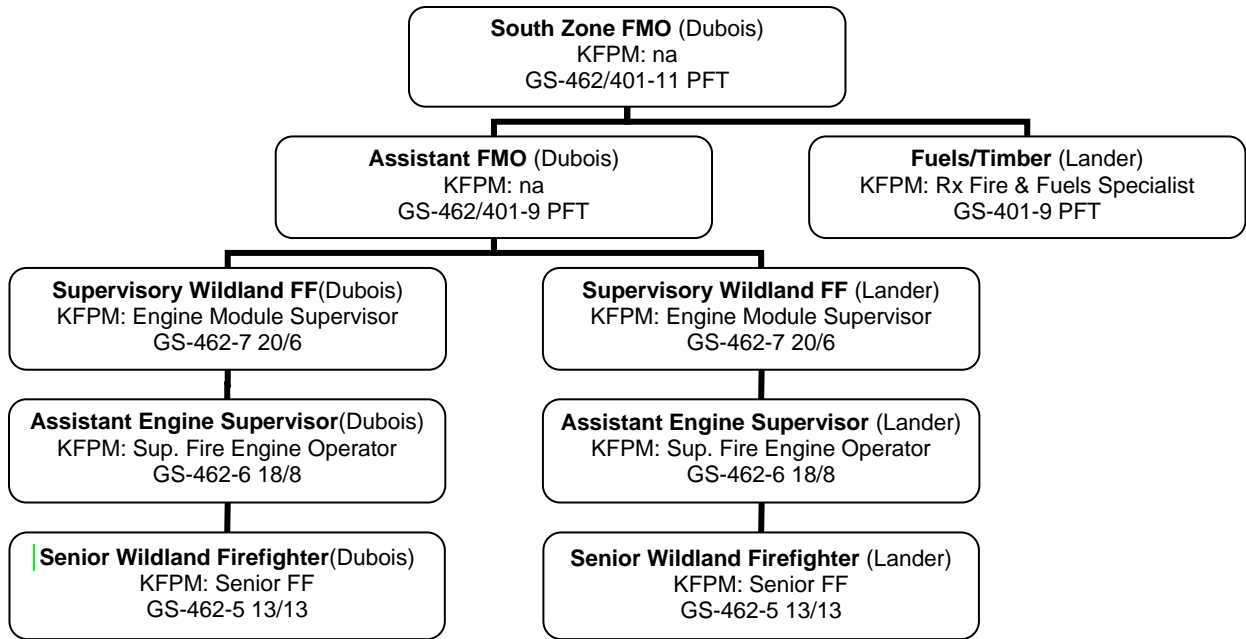 South Zone FMO (Dubois)
KFPM: na
GS-462/401-11 PFT
Assistant FMO (Dubois)
KFPM: na
GS-462/401-9 PFT
Fuels/Timber (Lander)
KFPM: Rx Fire & Fuels Specialist
GS-401-9 PFT
Supervisory Wildland FF(Dubois)
KFPM: Engine Module Supervisor
GS-462-7 20/6
Supervisory Wildland FF (Lander)
KFPM: Engine Module Supervisor
GS-462-7 20/6
Assistant Engine Supervisor(Dubois)
KFPM: Sup. Fire Engine Operator
GS-462-6 18/8
Assistant Engine Supervisor (Lander)
KFPM: Sup. Fire Engine Operator
GS-462-6 18/8
Senior Wildland Firefighter(Dubois)
KFPM: Senior FF
GS-462-5 13/13
Senior Wildland Firefighter (Lander)
KFPM: Senior FF
GS-462-5 13/13